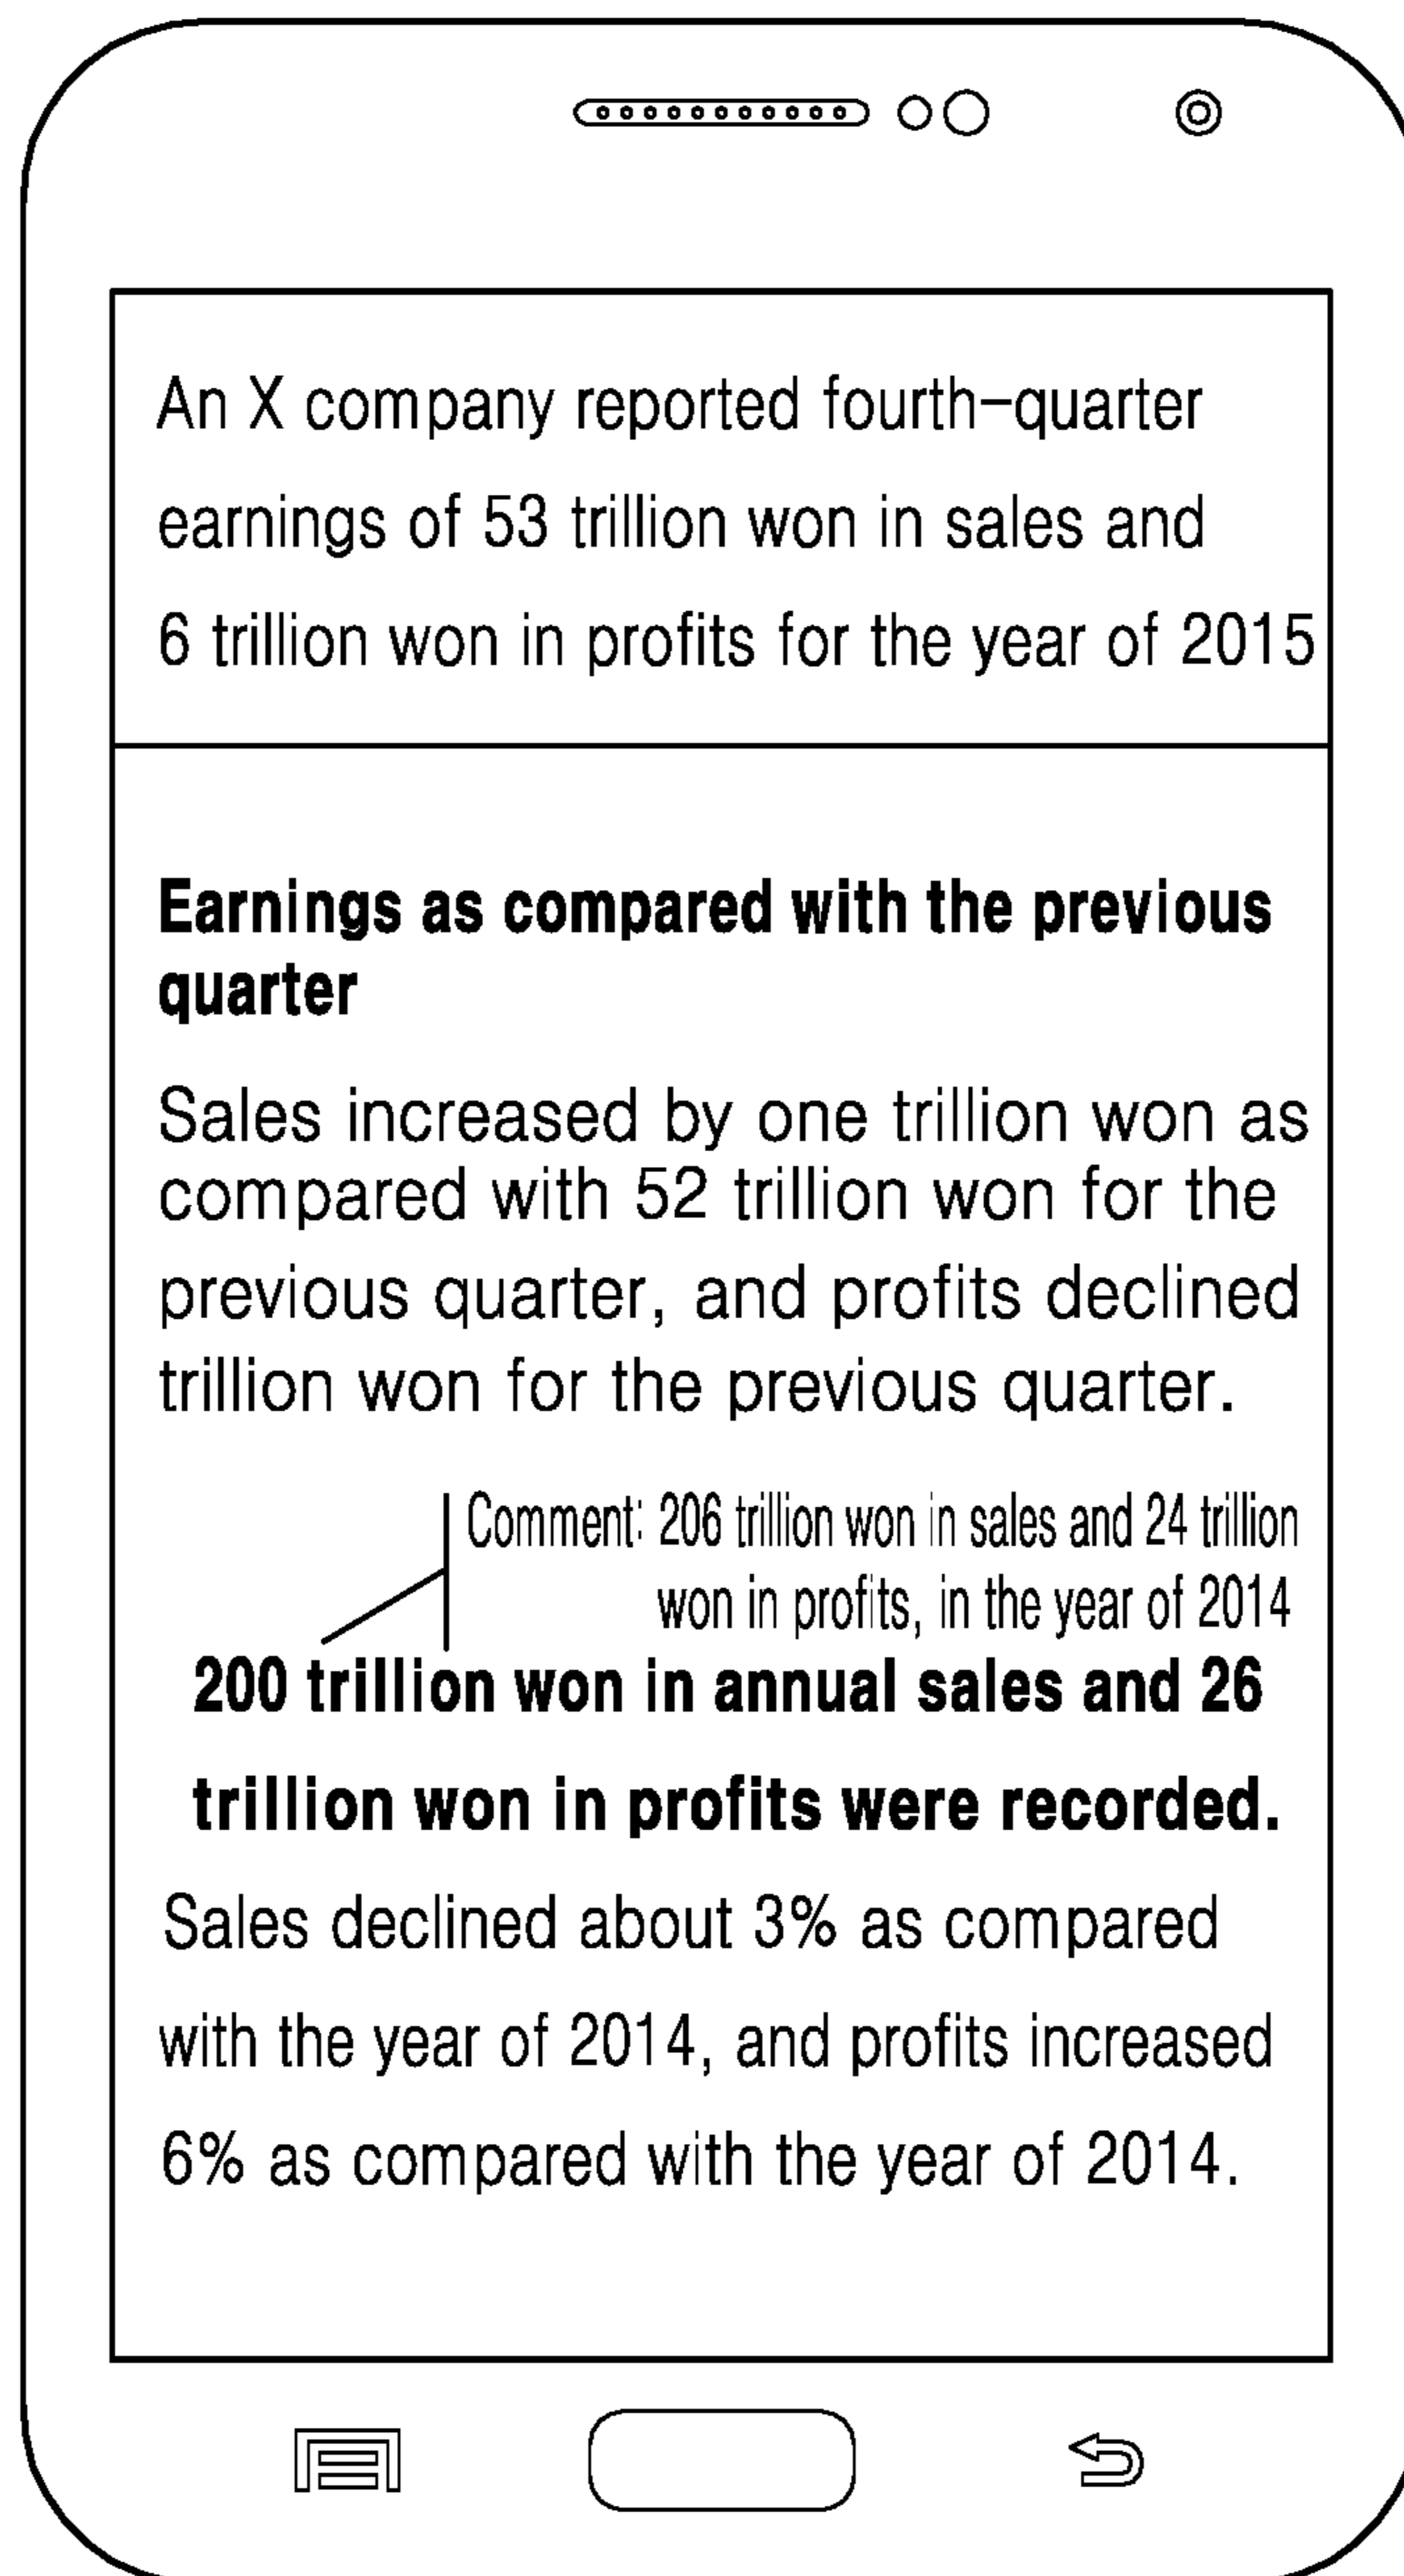 An X company reported fourth-quarter
earnings of 53 trillion won in sales and
6 trillion won in profits for the year of 2015
Earnings as compared with the previous
quarter
Sales increased by one trillion won as
compared with 52 trillion won for the
previous quarter, and profits declined
trillion won for the previous quarter.
Comment: 206 trillion won in sales and 24 trillion
won in profits, in the year of 2014
200 trillion won in annual sales and 26
trillion won in profits were recorded.
Sales declined about 3% as compared
with the year of 2014, and profits increased
6% as compared with the year of 2014.